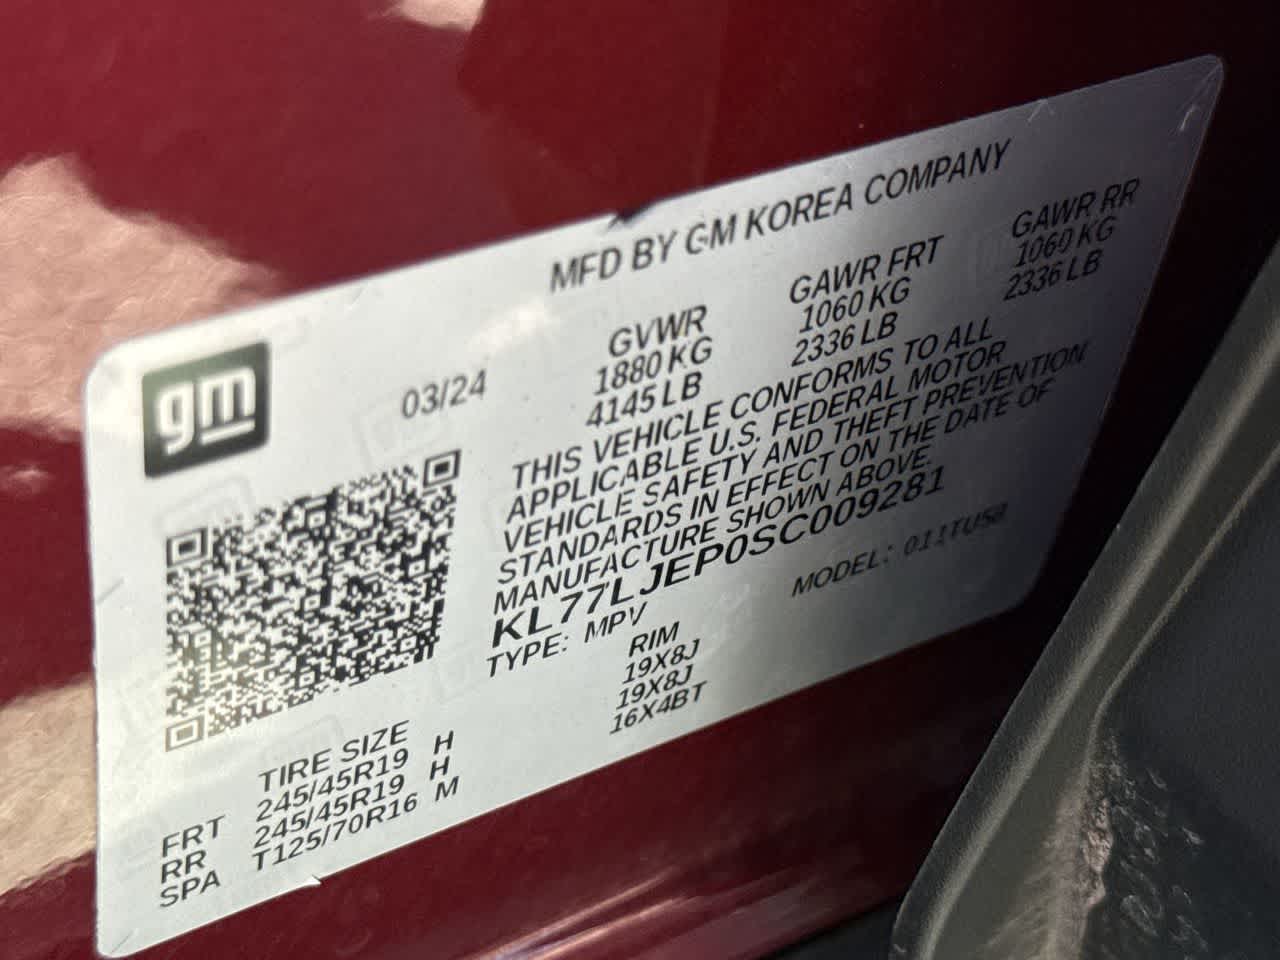 gm
MFD BY GM KOREA COMPANY
03/24
GVWR GAWR FRT GAWR RR
1880 KG 1060 KG 1060 KG
4145 LB 2336 LB 2336 LB
THIS VEHICLE CONFORMS TO ALL
APPLICABLE U.S. FEDERAL MOTOR
VEHICLE SAFETY AND THEFT PREVENTION
STANDARDS IN EFFECT ON THE DATE OF
MANUFACTURE SHOWN ABOVE.
KL77LJEP0SC009281
TYPE: MPV MODEL:
TIRE SIZE RIM
FRT 245/45R19 H 19X8J
RR 245/45R19 H 19X8J
SPA T125/70R16 M 16X4BT